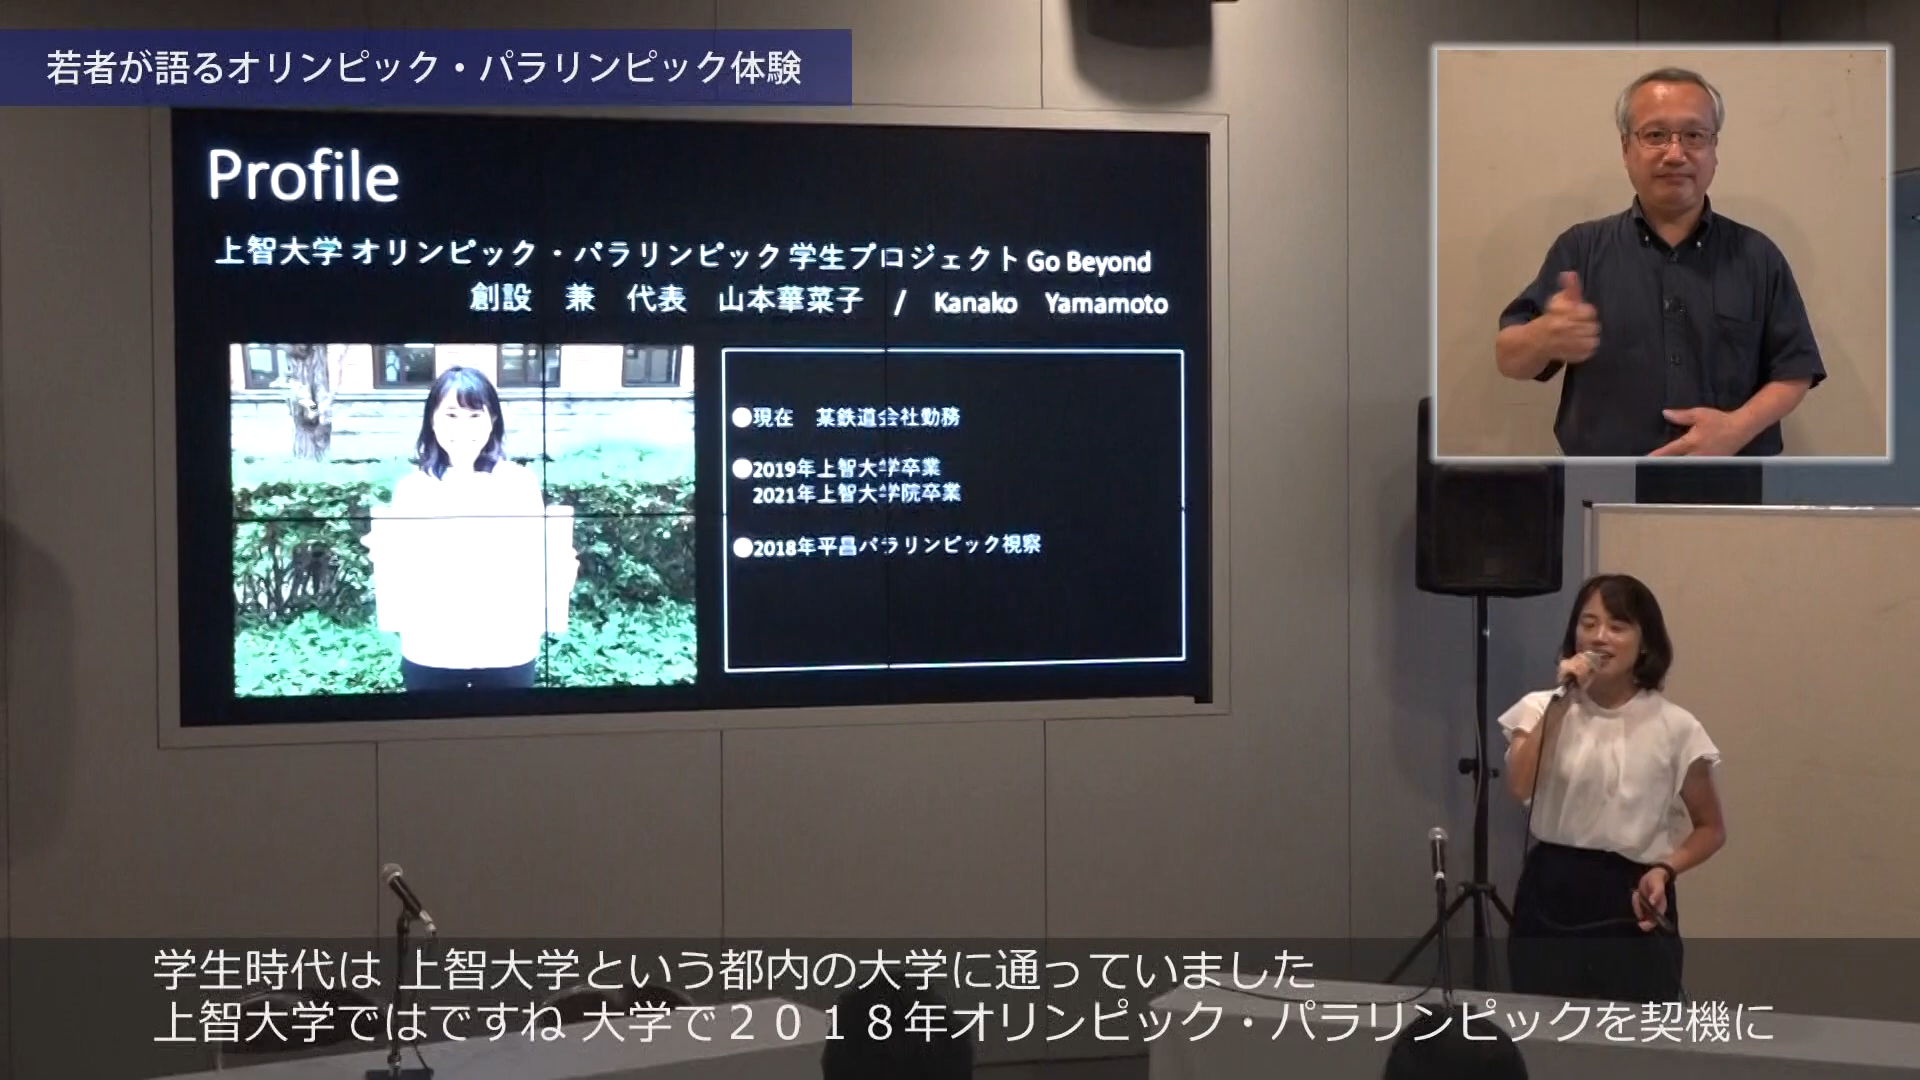 若者が語るオリンピック・パラリンピック体験
Profile
上智大学 オリンピック・パラリンピック 学生プロジェクト Go Beyond
創設　兼　代表　山本華菜子　/　Kanako　Yamamoto
●現在　某鉄道会社勤務
●2019年上智大学卒業
2021年上智大学院卒業
●2018年平昌パラリンピック視察
学生時代は 上智大学という都内の大学に通っていました
上智大学ではですね 大学で２０１８年オリンピック・パラリンピックを契機に